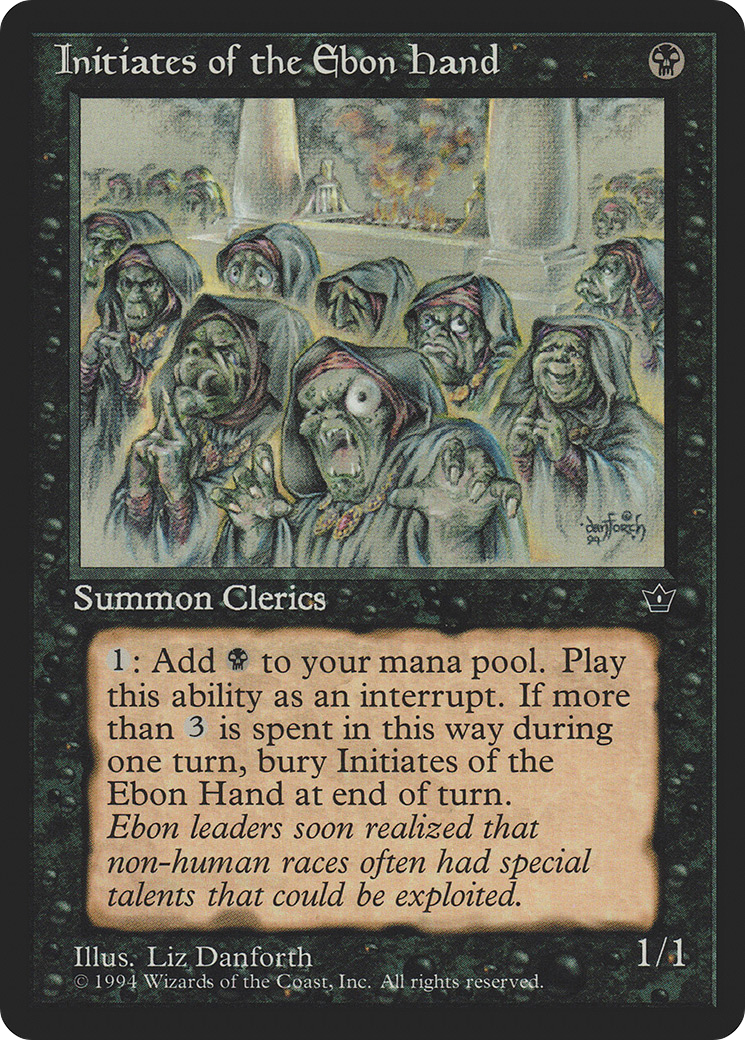 Initiates of the Ebon Hand
danforth
94
Summon Clerics
1: Add to your mana pool. Play
this ability as an interrupt. If more
than 3 is spent in this way during
one turn, bury Initiates of the
Ebon Hand at end of turn.
Ebon leaders soon realized that
non-human races often had special
talents that could be exploited.
Illus. Liz Danforth
1/1
© 1994 Wizards of the Coast, Inc. All rights reserved.